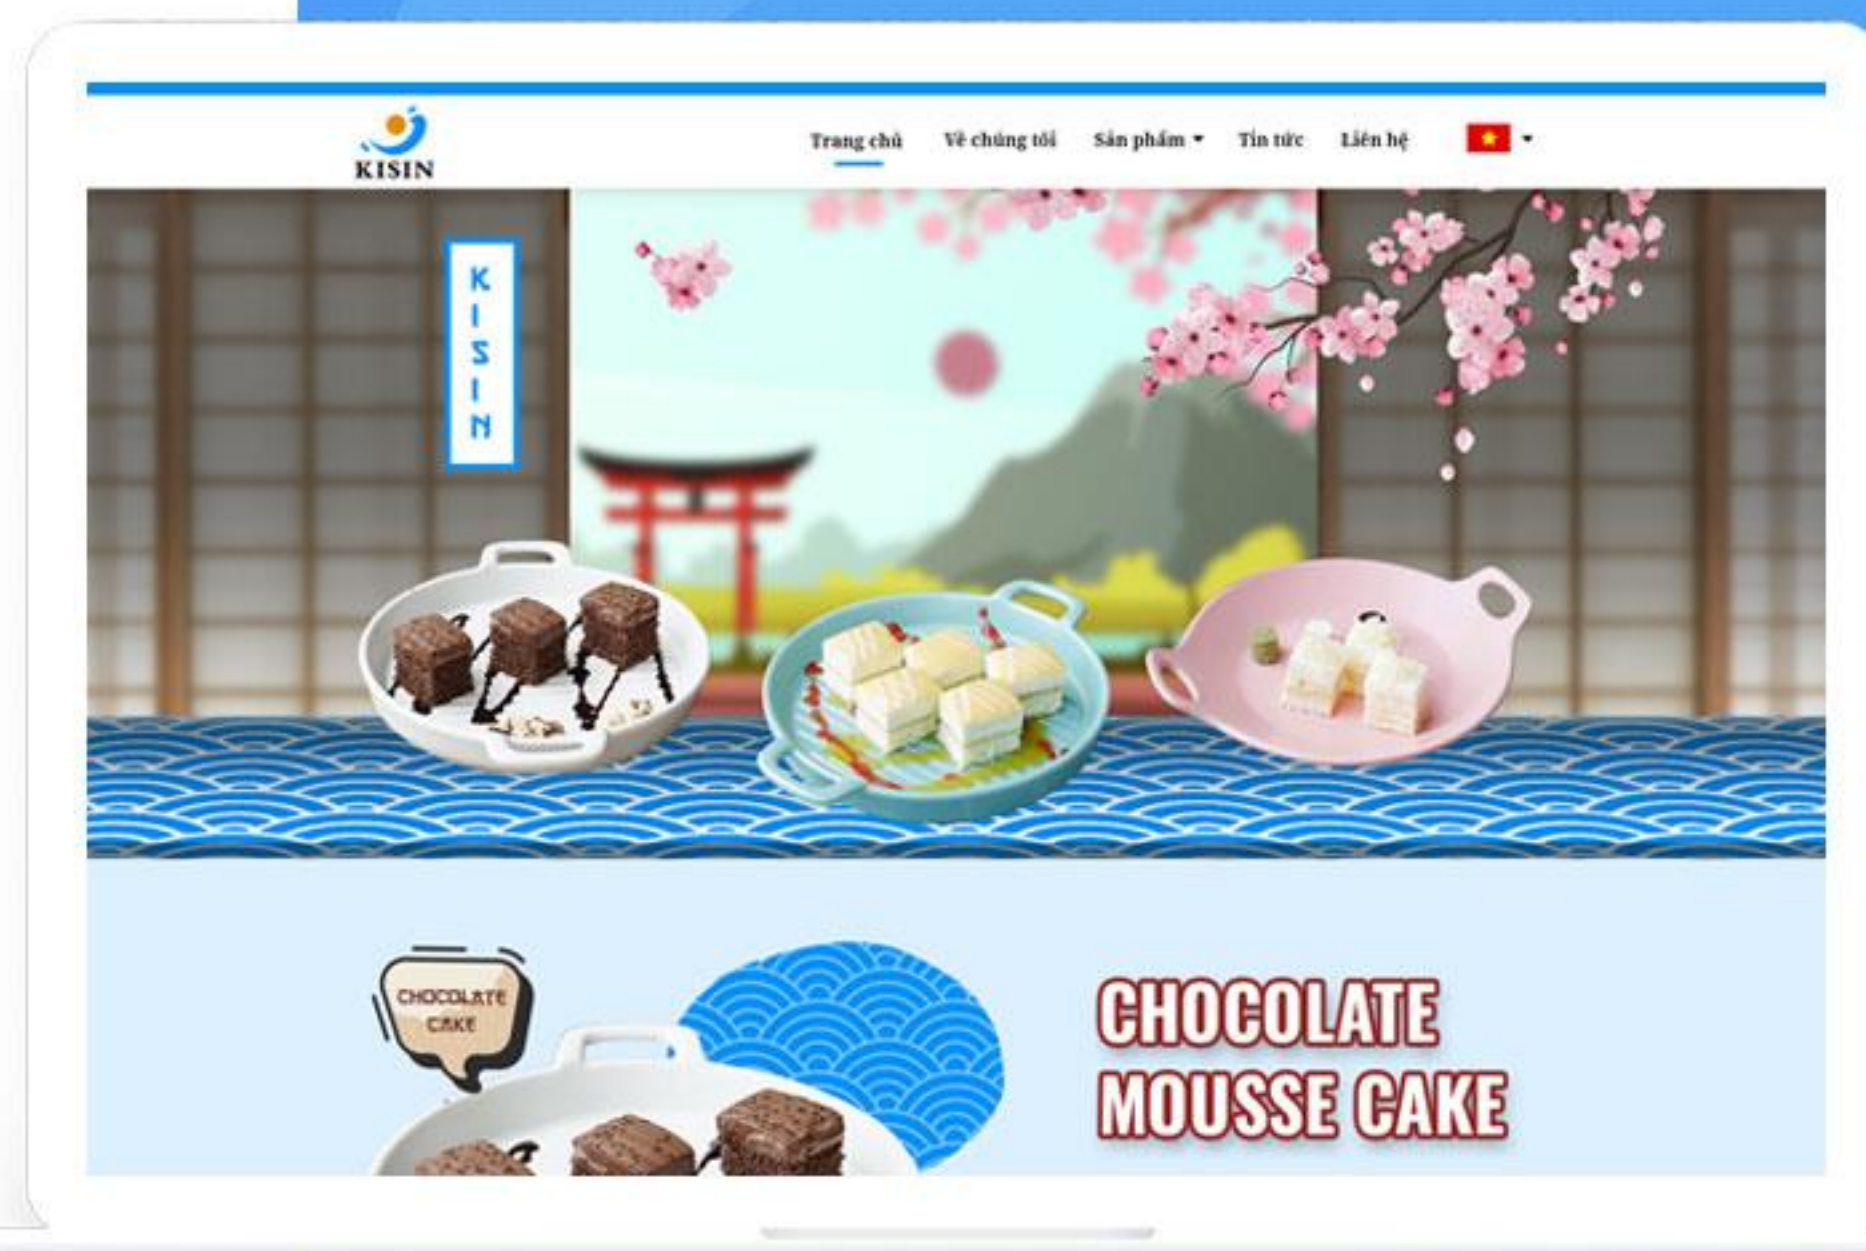 KISIN
Trang chủ Về chúng tôi Sản phẩm Tin tức Liên hệ
KISIN
CHOCOLATE
CAKE
CHOCOLATE
MOUSSE CAKE